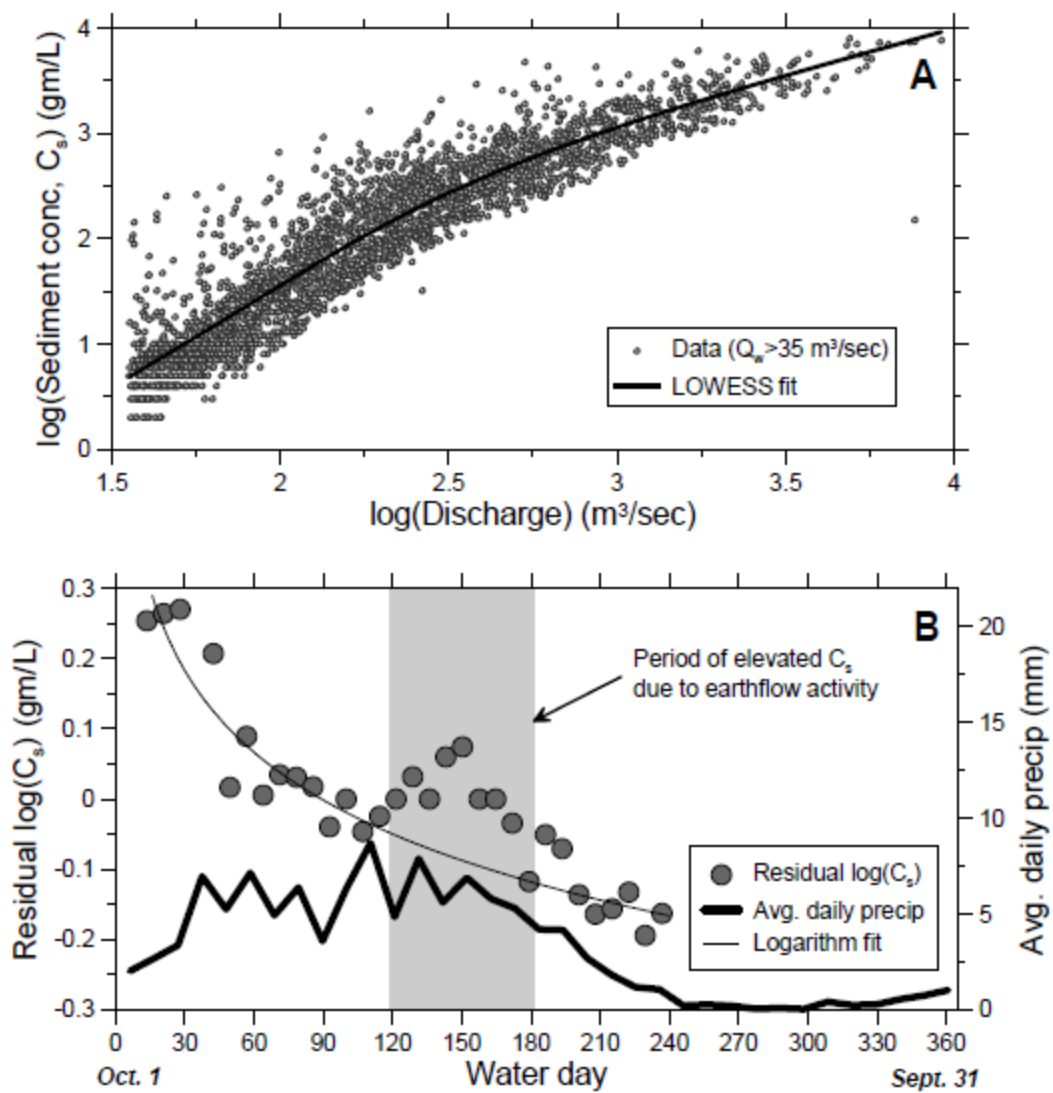 A
log(Sediment conc, Cₛ) (gm/L)
4
3
2
1
0
Data (Q_w>35 m³/sec)
LOWESS fit
1.5 2 2.5 3 3.5 4
log(Discharge) (m³/sec)
B
Residual log(Cₛ) (gm/L)
0.3
0.2
0.1
0
-0.1
-0.2
-0.3
Period of elevated Cₛ
due to earthflow activity
Residual log(Cₛ)
Avg. daily precip
Logarithm fit
20
15
10
5
0
Avg. daily precip (mm)
0 30 60 90 120 150 180 210 240 270 300 330 360
Oct. 1 Water day Sept. 31